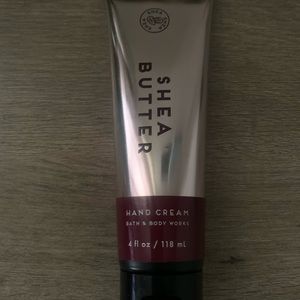 SHEA
BUTTER
HAND CREAM
BATH & BODY WORKS
4 fl oz / 118 mL